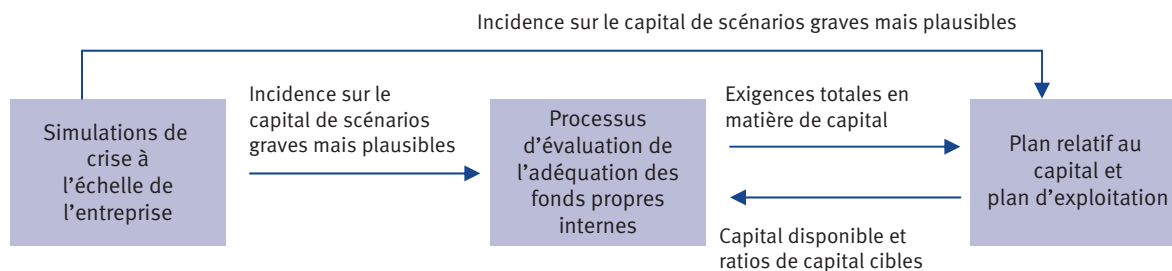 Incidence sur le capital de scénarios graves mais plausibles
Simulations de
crise à
l’échelle de
l’entreprise
Incidence sur le
capital de scénarios
graves mais plausibles
Processus
d’évaluation de
l’adéquation des
fonds propres
internes
Exigences totales en
matière de capital
Capital disponible et
ratios de capital cibles
Plan relatif au
capital et
plan d’exploitation